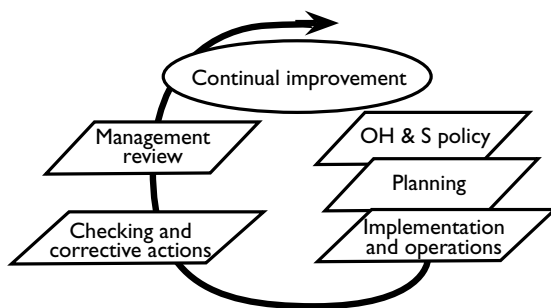 Continual improvement
Management
review
OH & S policy
Planning
Checking and
corrective actions
Implementation
and operations